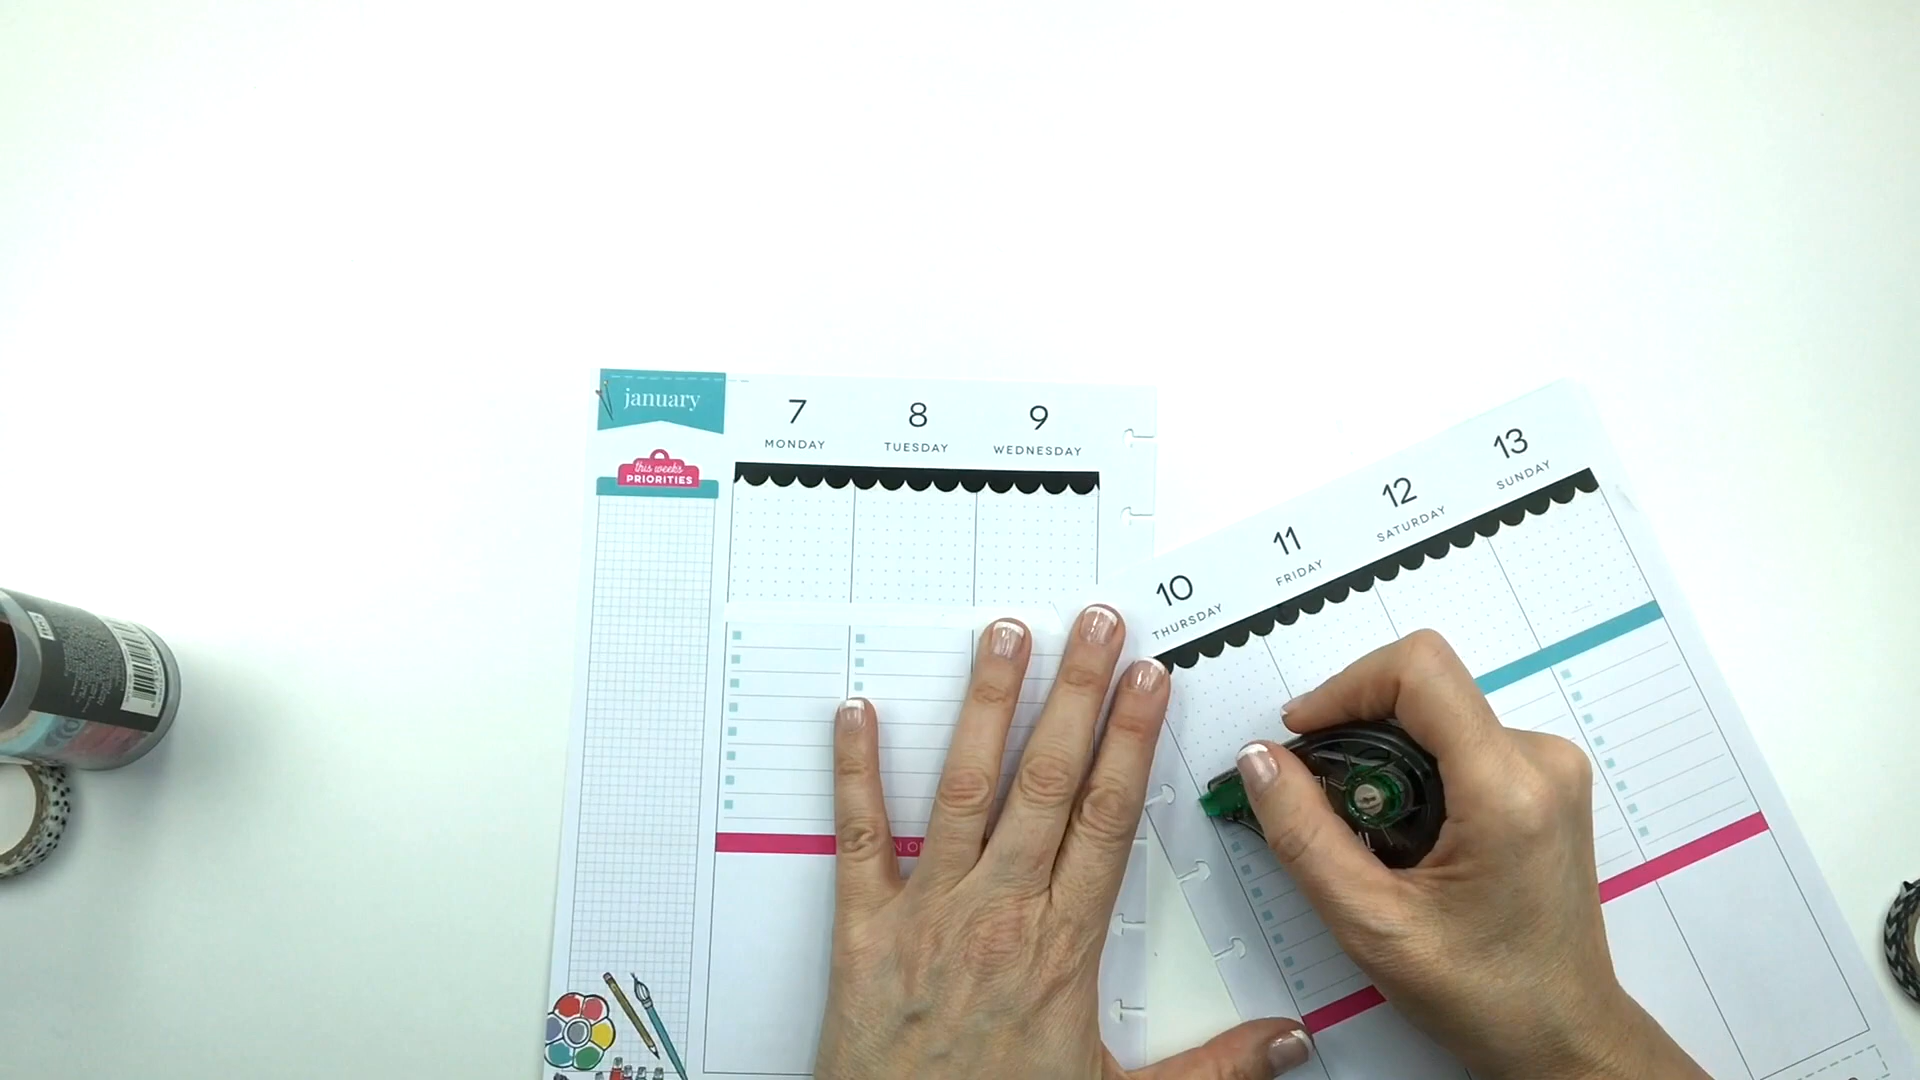 january
7
MONDAY
8
TUESDAY
9
WEDNESDAY
this weeks
PRIORITIES
10
THURSDAY
11
FRIDAY
12
SATURDAY
13
SUNDAY